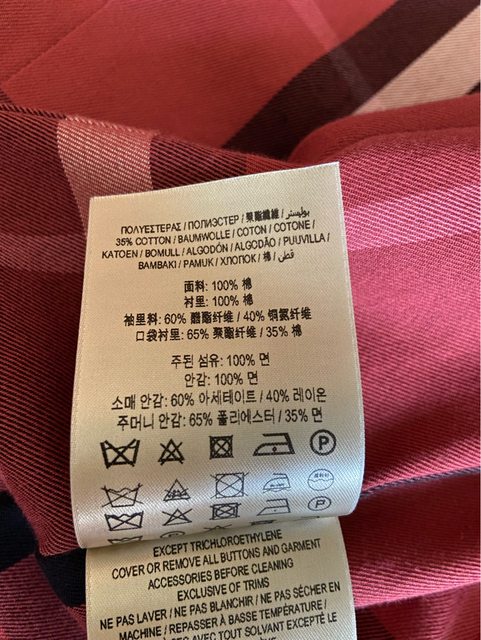 ΠΟΛΥΕΣΤΕΡΑΣ / ПОЛИЭСТЕР / 聚酯纖維 / بوليستر
35% COTTON / BAUMWOLLE / COTON / COTONE /
KATOEN / BOMULL / ALGODÓN / ALGODÃO / PUUVILLA /
BAMBAKI / PAMUK / ХЛОПОК / 棉 / قطن
面料: 100% 棉
衬里: 100% 棉
袖里料: 60% 醋酯纤维 / 40% 铜氨纤维
口袋衬里: 65% 聚酯纤维 / 35% 棉
주된 섬유: 100% 면
안감: 100% 면
소매 안감: 60% 아세테이트 / 40% 레이온
주머니 안감: 65% 폴리에스터 / 35% 면
P
EXCEPT TRICHLOROETHYLENE
COVER OR REMOVE ALL BUTTONS AND GARMENT
ACCESSORIES BEFORE CLEANING
EXCLUSIVE OF TRIMS
NE PAS LAVER / NE PAS BLANCHIR / NE PAS SÉCHER EN
MACHINE / REPASSER À BASSE TEMPÉRATURE /
AVEC TOUT SOLVANT